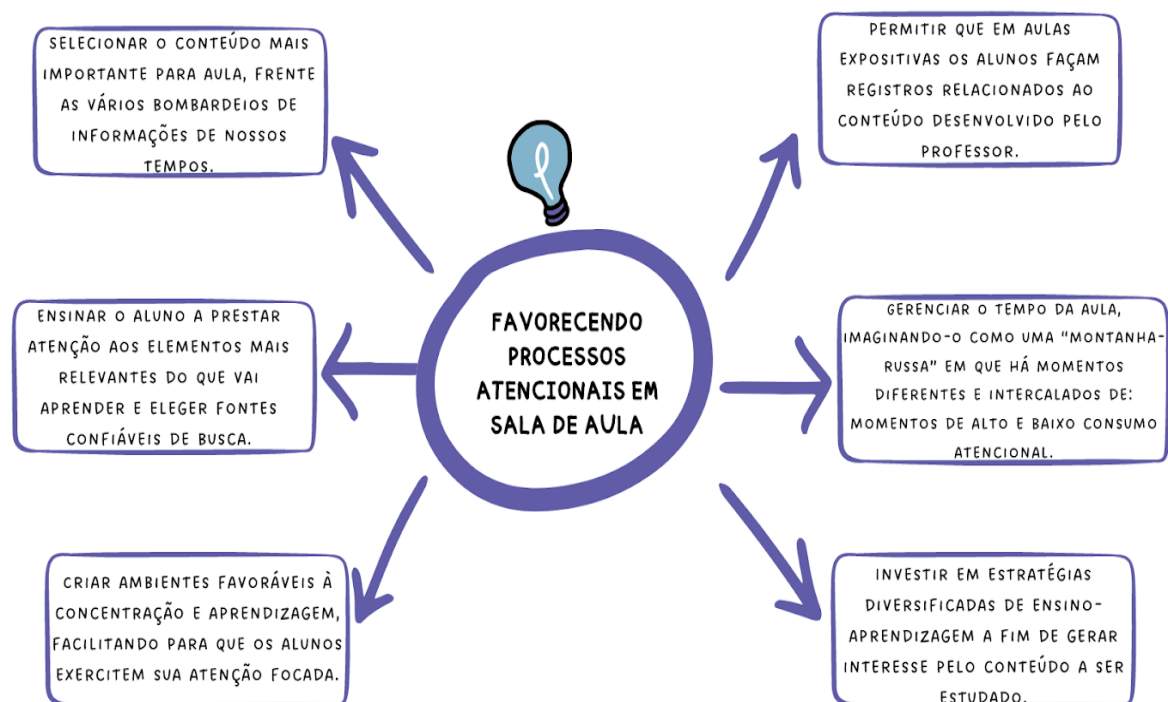 SELECIONAR O CONTEÚDO MAIS
IMPORTANTE PARA AULA, FRENTE
AS VÁRIOS BOMBARDEIOS DE
INFORMAÇÕES DE NOSSOS
TEMPOS.
PERMITIR QUE EM AULAS
EXPOSITIVAS OS ALUNOS FAÇAM
REGISTROS RELACIONADOS AO
CONTEÚDO DESENVOLVIDO PELO
PROFESSOR.
FAVORECENDO
PROCESSOS
ATENCIONAIS EM
SALA DE AULA
ENSINAR O ALUNO A PRESTAR
ATENÇÃO AOS ELEMENTOS MAIS
RELEVANTES DO QUE VAI
APRENDER E ELEGER FONTES
CONFIÁVEIS DE BUSCA.
GERENCIAR O TEMPO DA AULA,
IMAGINANDO-O COMO UMA "MONTANHA-
RUSSA" EM QUE HÁ MOMENTOS
DIFERENTES E INTERCALADOS DE:
MOMENTOS DE ALTO E BAIXO CONSUMO
ATENCIONAL.
CRIAR AMBIENTES FAVORÁVEIS À
CONCENTRAÇÃO E APRENDIZAGEM,
FACILITANDO PARA QUE OS ALUNOS
EXERCITEM SUA ATENÇÃO FOCADA.
INVESTIR EM ESTRATÉGIAS
DIVERSIFICADAS DE ENSINO-
APRENDIZAGEM A FIM DE GERAR
INTERESSE PELO CONTEÚDO A SER
ESTUDADO.